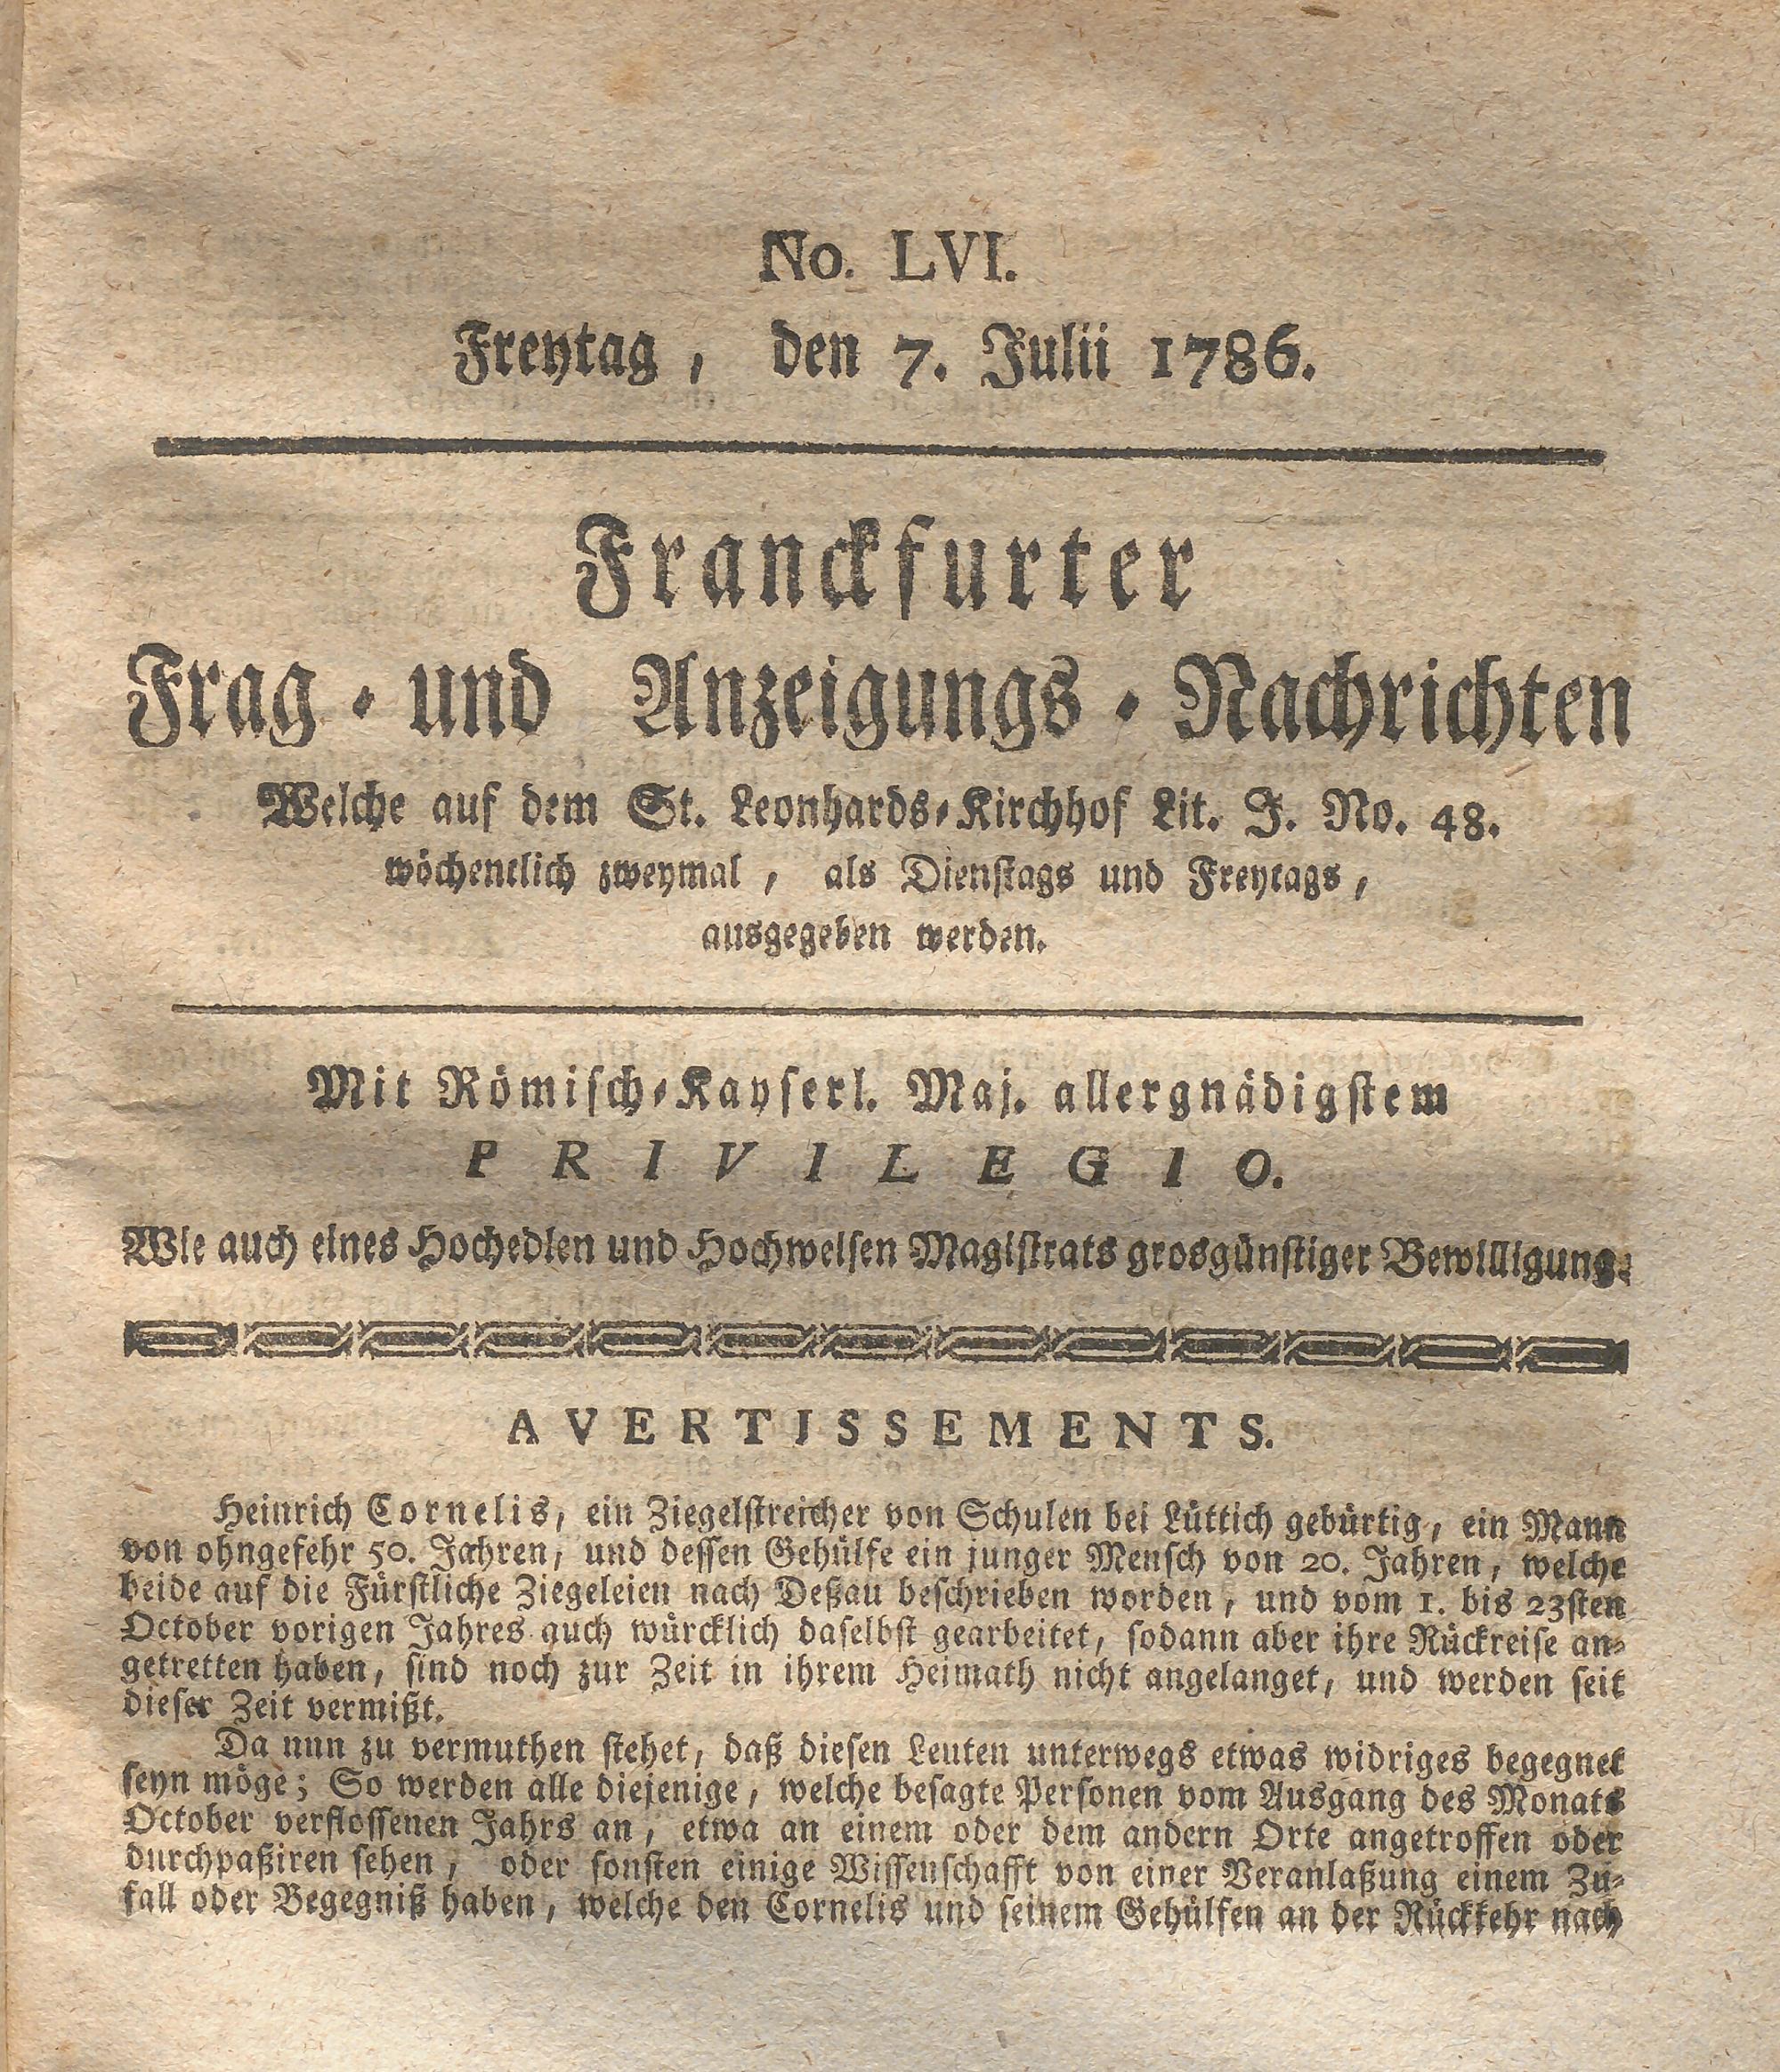 No. LVI.
Freytag, den 7. Julii 1786.
Franckfurter
Frag- und Anzeigungs-Nachrichten
Welche auf dem St. Leonhards-Kirchhof Lit. J. No. 48.
wöchentlich zweymal, als Dienstags und Freytags,
ausgegeben werden.
Mit Römisch-Kayserl. Maj. allergnädigstem
PRIVILEGIO.
Wie auch eines Hochedlen und Hochweisen Magistrats grosgünstiger Bewilligung.
AVERTISSEMENTS.
Heinrich Cornelis, ein Ziegelstreicher von Schulen bei Lüttich gebürtig, ein Mann
von ohngefehr 50. Jahren, und dessen Gehülfe ein junger Mensch von 20. Jahren, welche
beide auf die Fürstliche Ziegeleien nach Deßau beschrieben worden, und vom 1. bis 23sten
October vorigen Jahres auch würcklich daselbst gearbeitet, sodann aber ihre Rückreise an-
getretten haben, sind noch zur Zeit in ihrem Heimath nicht angelanget, und werden seit
dieser Zeit vermißt.
Da nun zu vermuthen stehet, daß diesen Leuten unterwegs etwas widriges begegnet
seyn möge; So werden alle diejenige, welche besagte Personen vom Ausgang des Monats
October verflossenen Jahrs an, etwa an einem oder dem andern Orte angetroffen oder
durchpaßiren sehen, oder sonsten einige Wissenschafft von einer Veranlaßung einem Zu-
fall oder Begegniß haben, welche den Cornelis und seinem Gehülfen an der Rückkehr nach